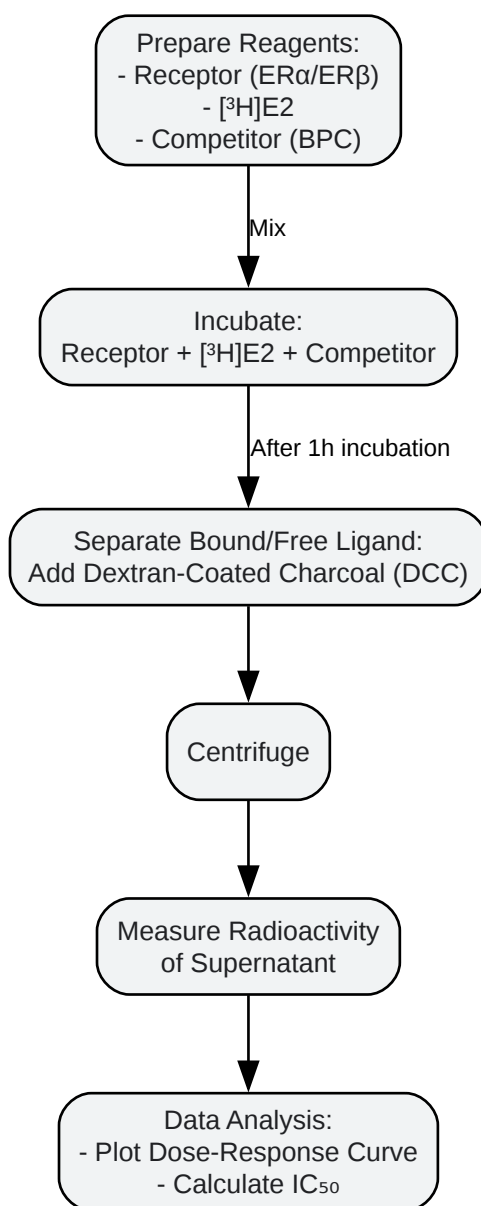 Prepare Reagents:
- Receptor (ERα/ERβ)
- [³H]E2
- Competitor (BPC)
Mix
Incubate:
Receptor + [³H]E2 + Competitor
After 1h incubation
Separate Bound/Free Ligand:
Add Dextran-Coated Charcoal (DCC)
Centrifuge
Measure Radioactivity
of Supernatant
Data Analysis:
- Plot Dose-Response Curve
- Calculate IC₅₀